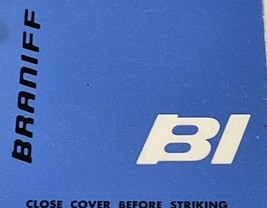 BRANIFF
BI
CLOSE COVER BEFORE STRIKING